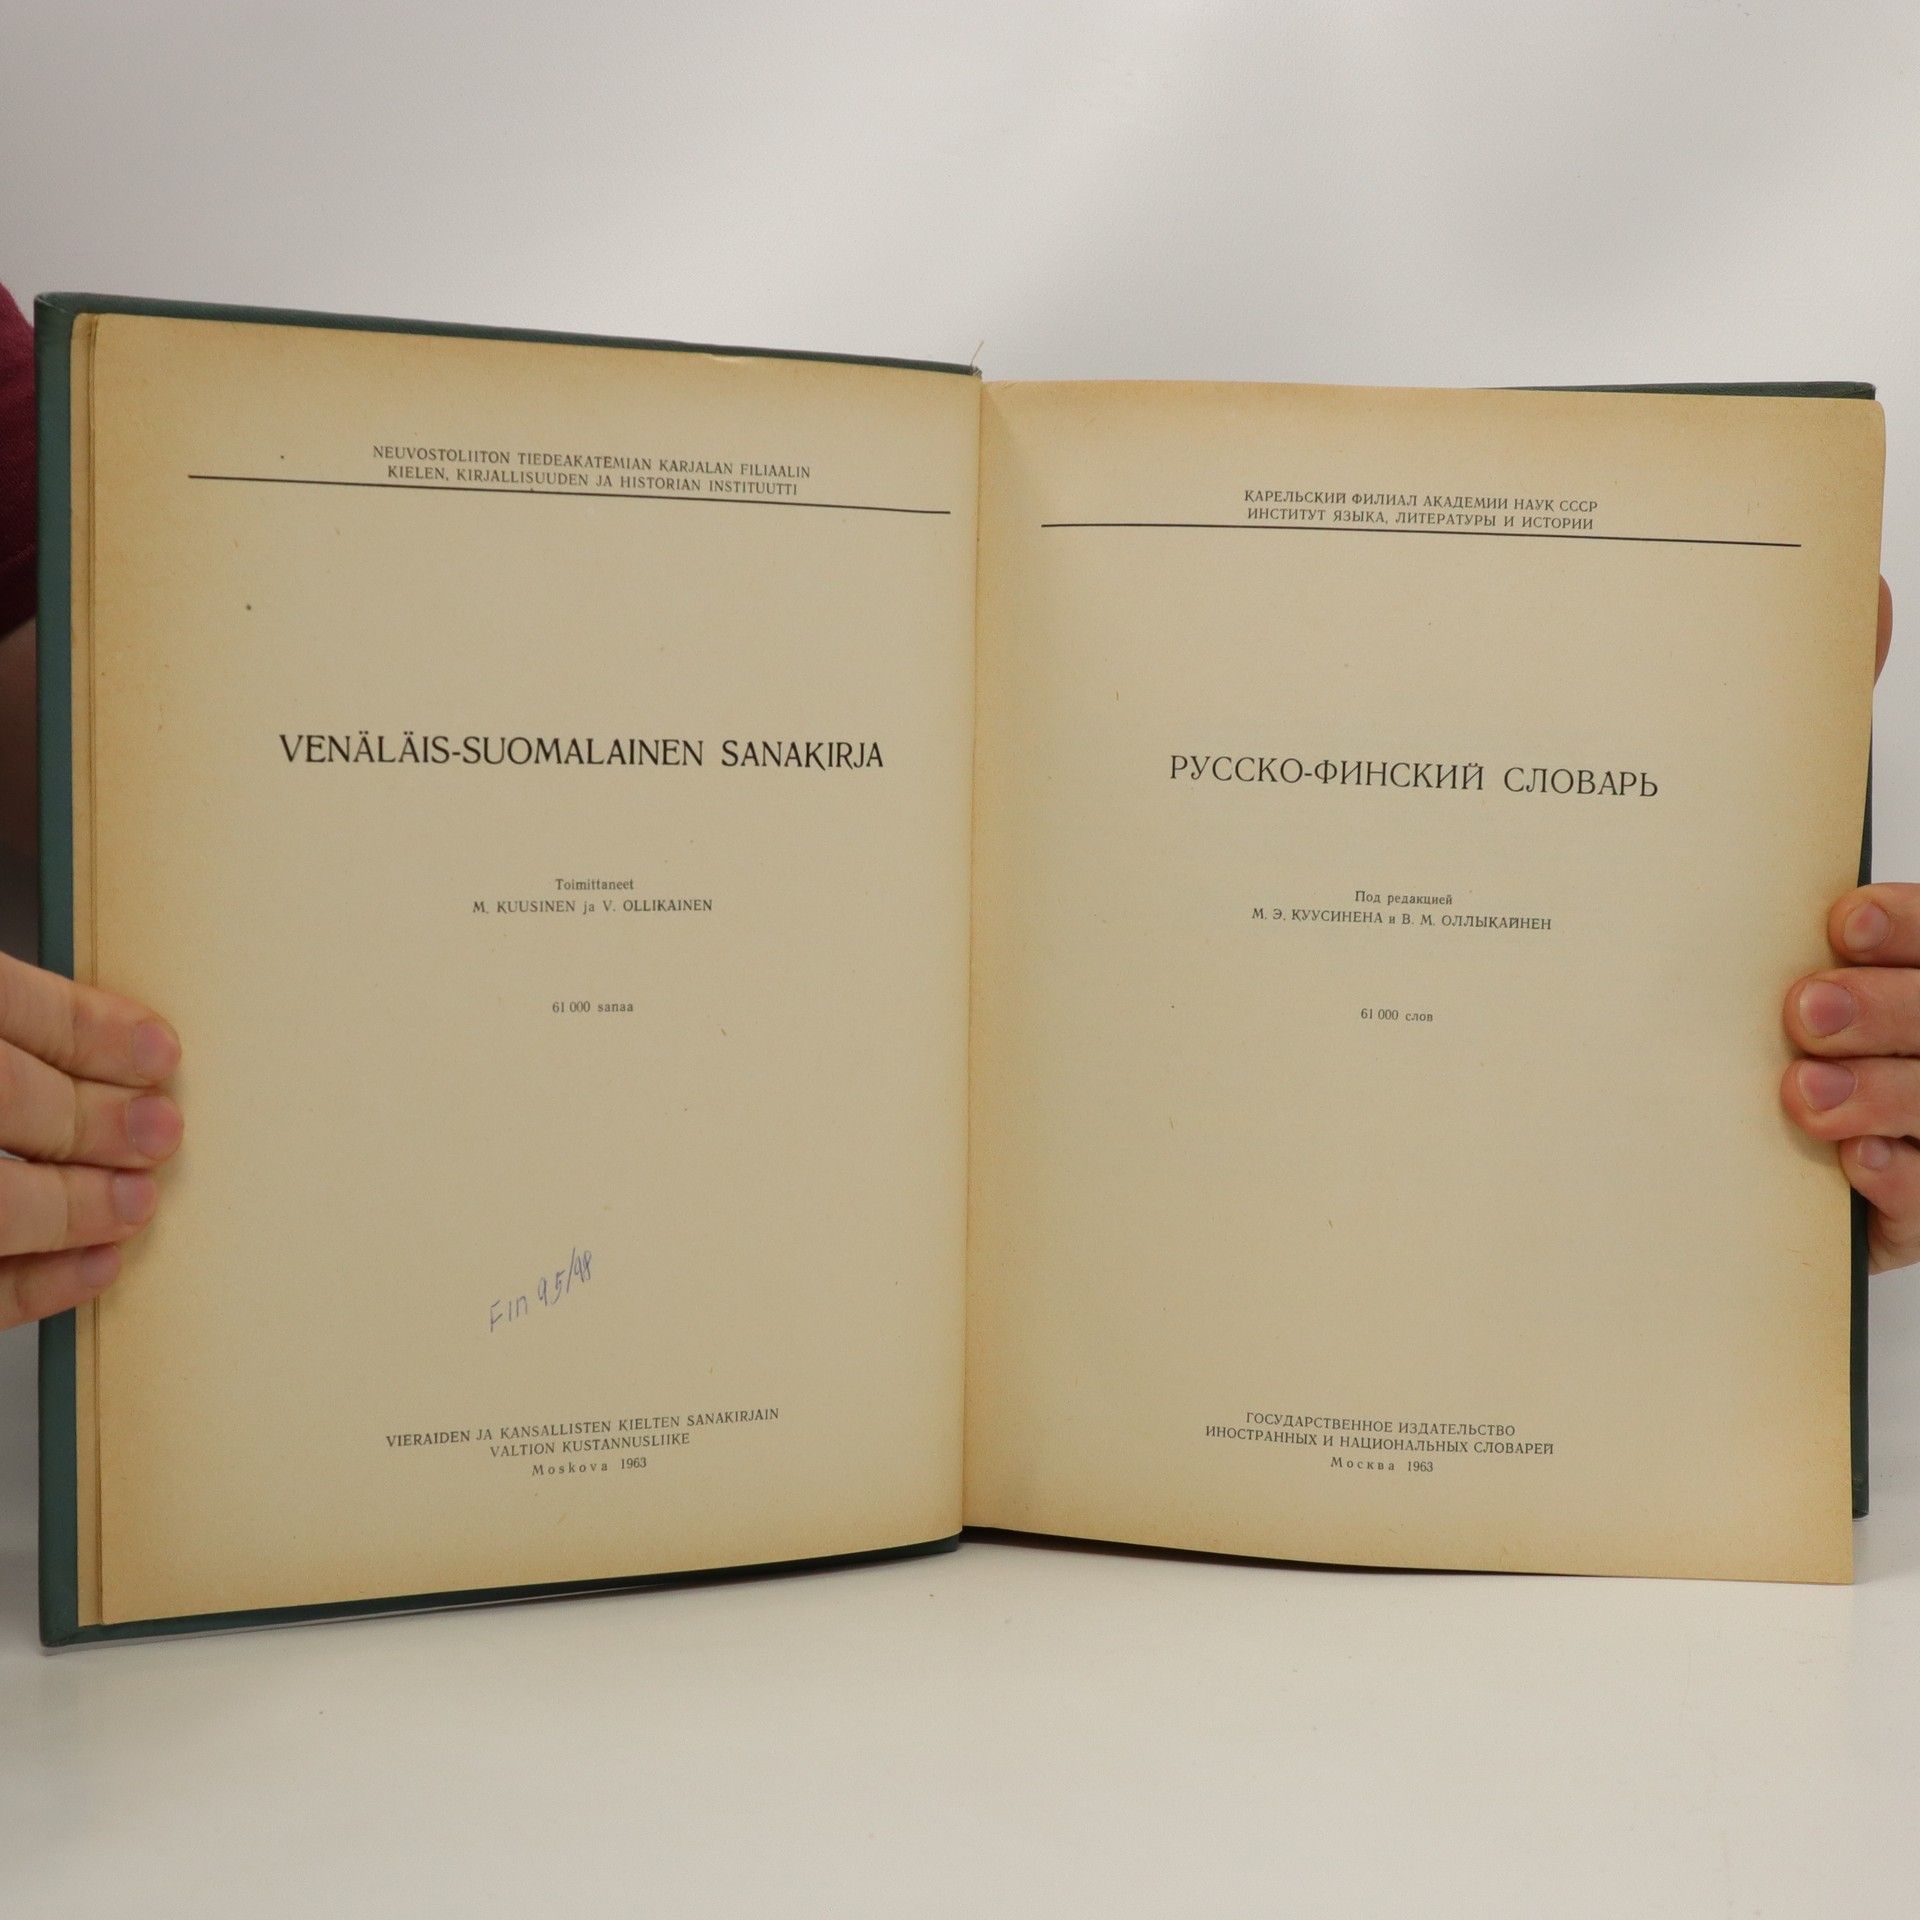 NEUVOSTOLIITON TIEDEAKATEMIAN KARJALAN FILIAALIN
KIELEN, KIRJALLISUUDEN JA HISTORIAN INSTITUUTTI
VENÄLÄIS-SUOMALAINEN SANAKIRJA
Toimittaneet
M. KUUSINEN ja V. OLLIKAINEN
61 000 sanaa
Fin 95/98
VIERAIDEN JA KANSALLISTEN KIELTEN SANAKIRJAIN
VALTION KUSTANNUSLIIKE
Moskova 1963
КАРЕЛЬСКИЙ ФИЛИАЛ АКАДЕМИИ НАУК СССР
ИНСТИТУТ ЯЗЫКА, ЛИТЕРАТУРЫ И ИСТОРИИ
РУССКО-ФИНСКИЙ СЛОВАРЬ
Под редакцией
М. Э. КУУСИНЕНА и В. М. ОЛЛЫКАЙНЕН
61 000 слов
ГОСУДАРСТВЕННОЕ ИЗДАТЕЛЬСТВО
ИНОСТРАННЫХ И НАЦИОНАЛЬНЫХ СЛОВАРЕЙ
Москва 1963